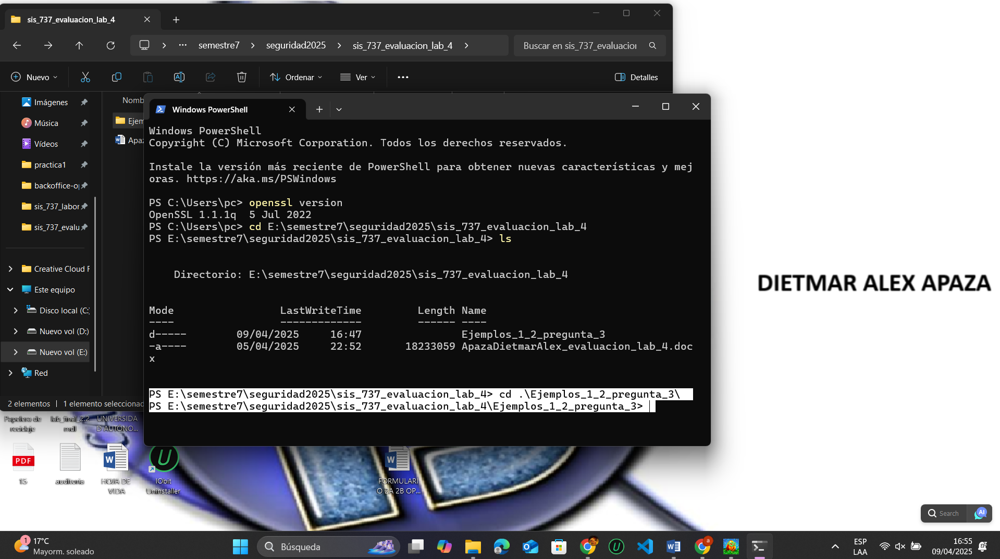 sis_737_evaluacion_lab_4
semestre7
seguridad2025
sis_737_evaluacion_lab_4
Buscar en sis_737_evaluacion
Nuevo
Ordenar
Ver
Detalles
Imágenes
Música
Vídeos
practica1
backoffice-o
sis_737_labor
sis_737_evalu
Creative Cloud F
Este equipo
Disco local (C:)
Nuevo vol (D:)
Nuevo vol (E:)
Red
Nomb
Ejem
Apaz
2 elementos
1 elemento seleccionad
Windows PowerShell
Windows PowerShell
Copyright (C) Microsoft Corporation. Todos los derechos reservados.
Instale la versión más reciente de PowerShell para obtener nuevas características y mej
oras. https://aka.ms/PSWindows
PS C:\Users\pc> openssl version
OpenSSL 1.1.1q  5 Jul 2022
PS C:\Users\pc> cd E:\semestre7\seguridad2025\sis_737_evaluacion_lab_4
PS E:\semestre7\seguridad2025\sis_737_evaluacion_lab_4> ls
Directorio: E:\semestre7\seguridad2025\sis_737_evaluacion_lab_4
Mode LastWriteTime Length Name
---- ------------- ------ ----
d----- 09/04/2025 16:47 Ejemplos_1_2_pregunta_3
-a---- 05/04/2025 22:52 18233059 ApazaDietmarAlex_evaluacion_lab_4.doc
x
PS E:\semestre7\seguridad2025\sis_737_evaluacion_lab_4> cd .\Ejemplos_1_2_pregunta_3\
PS E:\semestre7\seguridad2025\sis_737_evaluacion_lab_4\Ejemplos_1_2_pregunta_3>
DIETMAR ALEX APAZA
Papelera de
reciclaje
lab_final_2.2
mdl
UNIVERSIDA
D AUTÓNO...
PDF
15
auditoria
HOJA DE
VIDA
IObit
Uninstaller
FORMULARI
O 2A 2B OP...
Search
AI
1
17°C
Mayorm. soleado
Búsqueda
a
ESP
LAA
16:55
09/04/2025